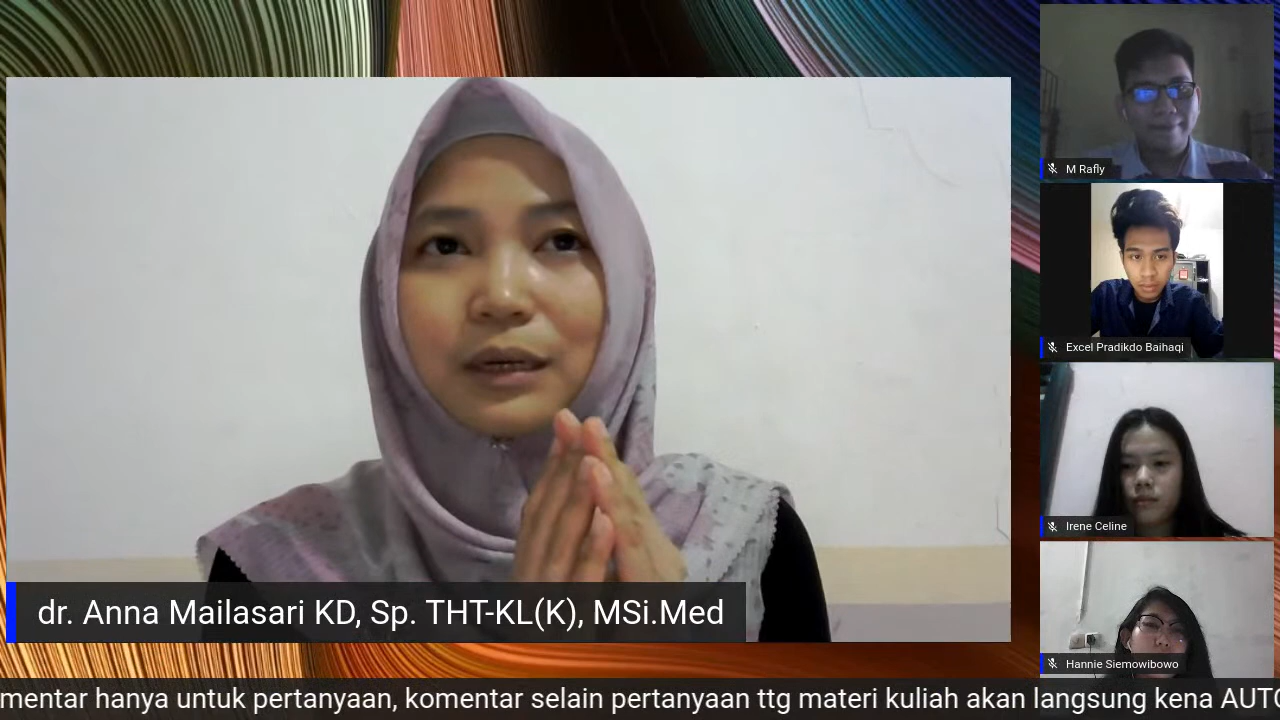 M Rafly
Excel Pradikdo Baihaqi
Irene Celine
Hannie Siemowibowo
dr. Anna Mailasari KD, Sp. THT-KL(K), MSi.Med
mentar hanya untuk pertanyaan, komentar selain pertanyaan ttg materi kuliah akan langsung kena AUTO